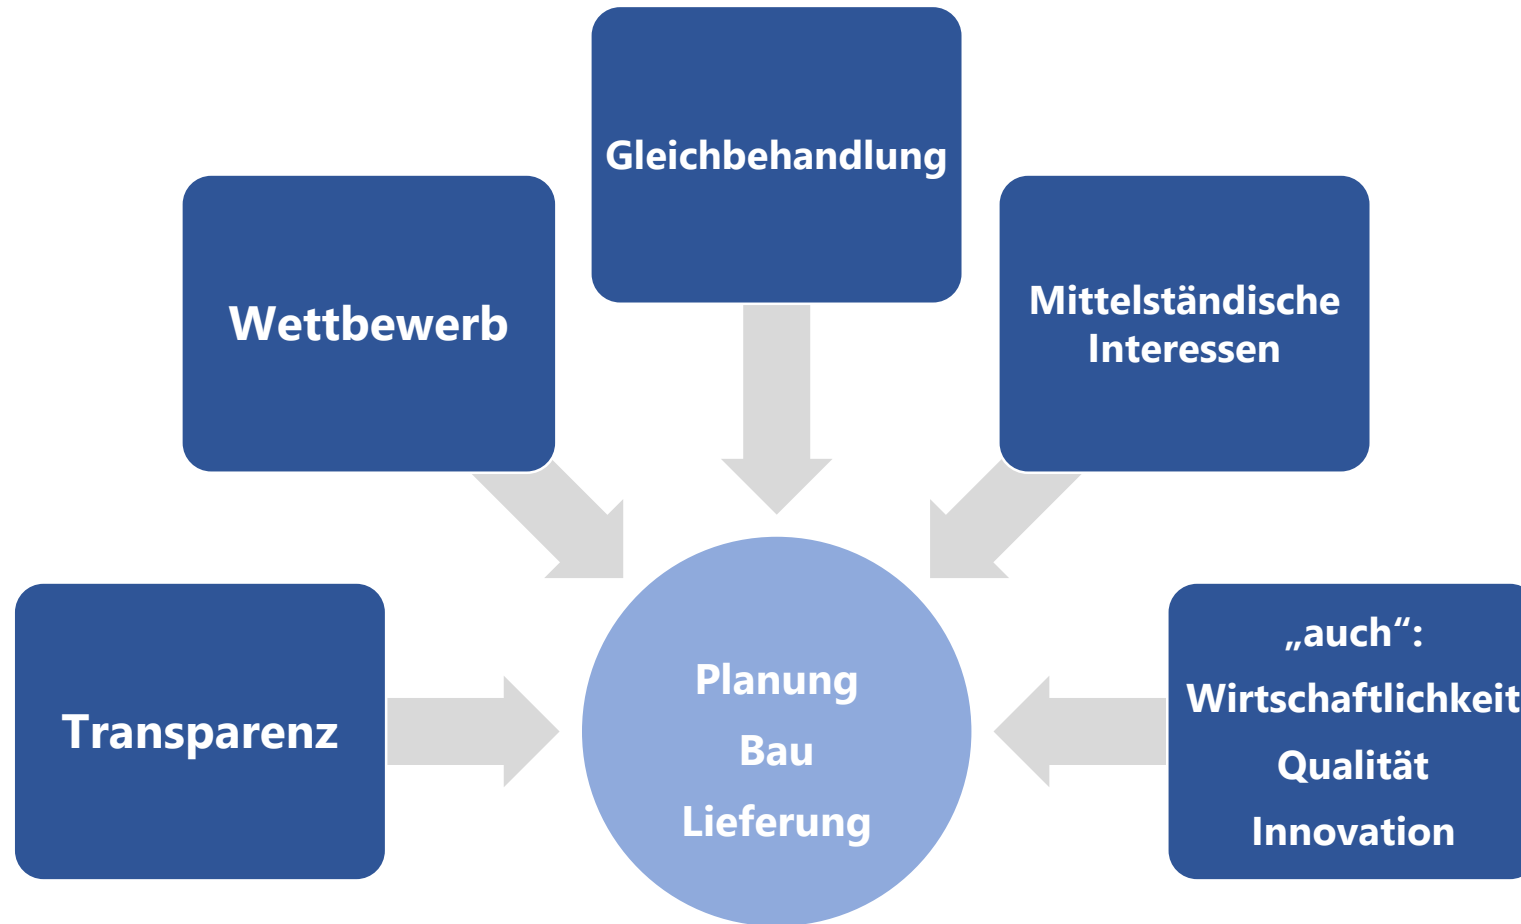 Gleichbehandlung
Wettbewerb
Mittelständische
Interessen
Transparenz
Planung
Bau
Lieferung
„auch“:
Wirtschaftlichkeit
Qualität
Innovation